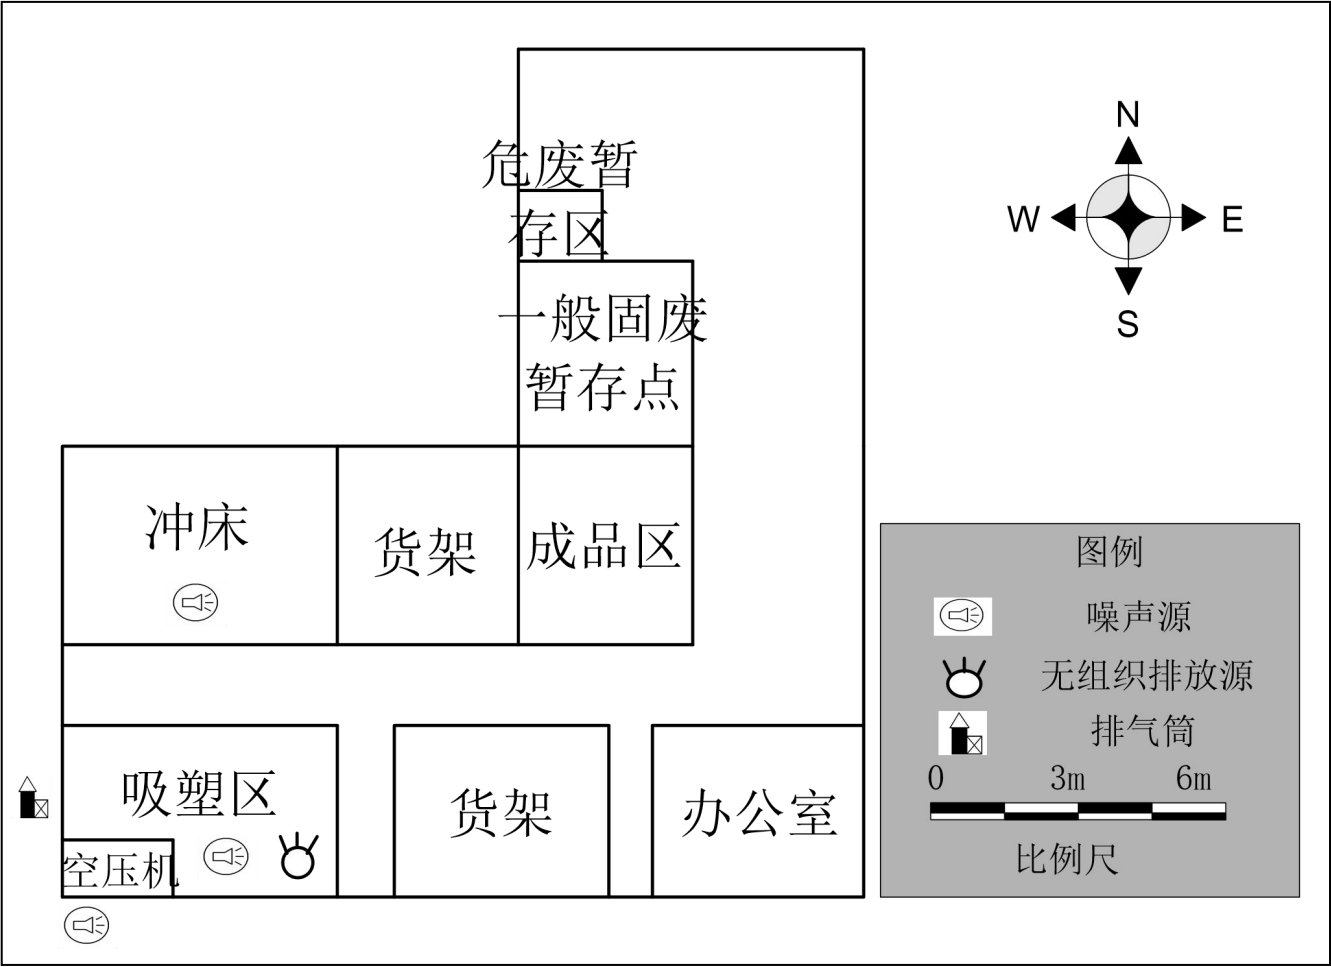 危废暂
存区
一般固废
暂存点
冲床
货架
成品区
吸塑区
空压机
货架
办公室
N
W
E
S
图例
噪声源
无组织排放源
排气筒
0 3m 6m
比例尺